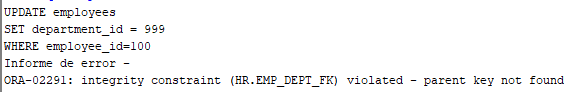 UPDATE employees
SET department_id = 999
WHERE employee_id=100
Informe de error -
ORA-02291: integrity constraint (HR.EMP_DEPT_FK) violated - parent key not found